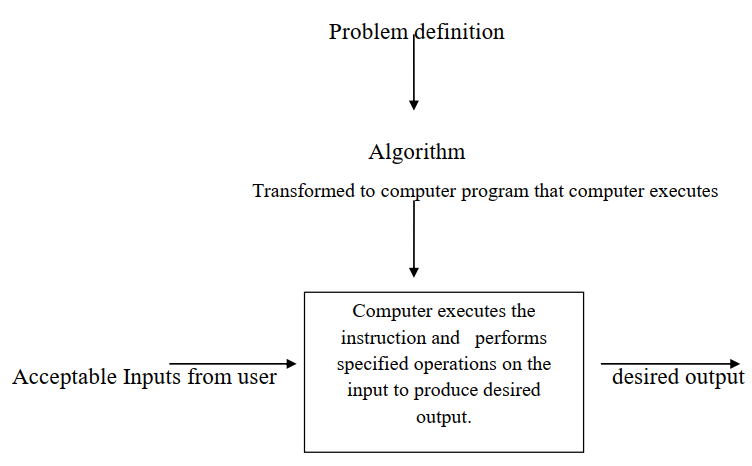 Problem definition
Algorithm
Transformed to computer program that computer executes
Computer executes the
instruction and performs
specified operations on the
input to produce desired
output.
Acceptable Inputs from user
desired output